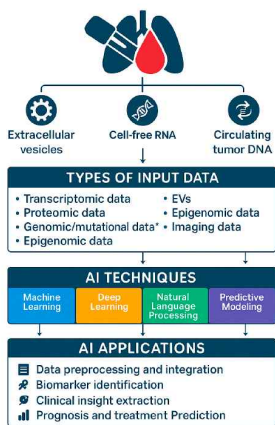 Extracellular
vesicles
Cell-free RNA
Circulating
tumor DNA
TYPES OF INPUT DATA
• Transcriptomic data
• Proteomic data
• Genomic/mutational data*
• Epigenomic data
• EVs
• Epigenomic data
• Imaging data
AI TECHNIQUES
Machine
Learning
Deep
Learning
Natural
Language
Processing
Predictive
Modeling
AI APPLICATIONS
Data preprocessing and integration
Biomarker identification
Clinical insight extraction
Prognosis and treatment Prediction